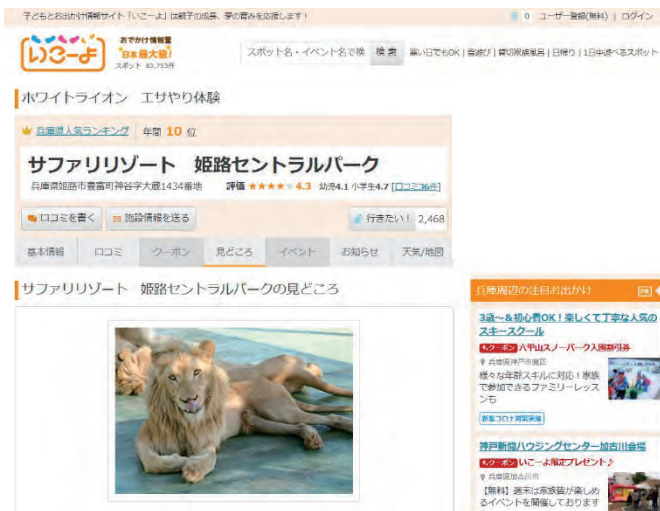 子どもとお出かけ情報サイト「いこーよ」は親子の成長、夢の育みを応援します！
0 ユーザー登録(無料) | ログイン
いこーよ
おでかけ情報量
日本最大級!
スポット 83,753件
スポット名・イベント名で検 検索
寒い日でもOK | 雪遊び | 貸切家族風呂 | 日帰り | 1日中遊べるスポット
ホワイトライオン エサやり体験
兵庫県人気ランキング 年間 10 位
サファリリゾート 姫路セントラルパーク
兵庫県姫路市豊富町神谷字大蔵1434番地 評価 ★★★★★ 4.3 幼児4.1 小学生4.7 [口コミ36件]
口コミを書く 施設情報を送る 行きたい! 2,468
基本情報 口コミ クーポン 見どころ イベント お知らせ 天気/地図
サファリリゾート 姫路セントラルパークの見どころ
兵庫周辺の注目お出かけ PR
3歳～&初心者OK！楽しくて丁寧な人気の
スキースクール
クーポン 六甲山スノーパーク入園割引券
兵庫県神戸市灘区
様々な年齢スキルに対応！家族
で参加できるファミリーレッス
ンも
新型コロナ対策実施
神戸新聞ハウジングセンター加古川会場
クーポン いこーよ限定プレゼント♪
兵庫県加古川市
【無料】週末は家族皆が楽しめ
るイベントを開催しております